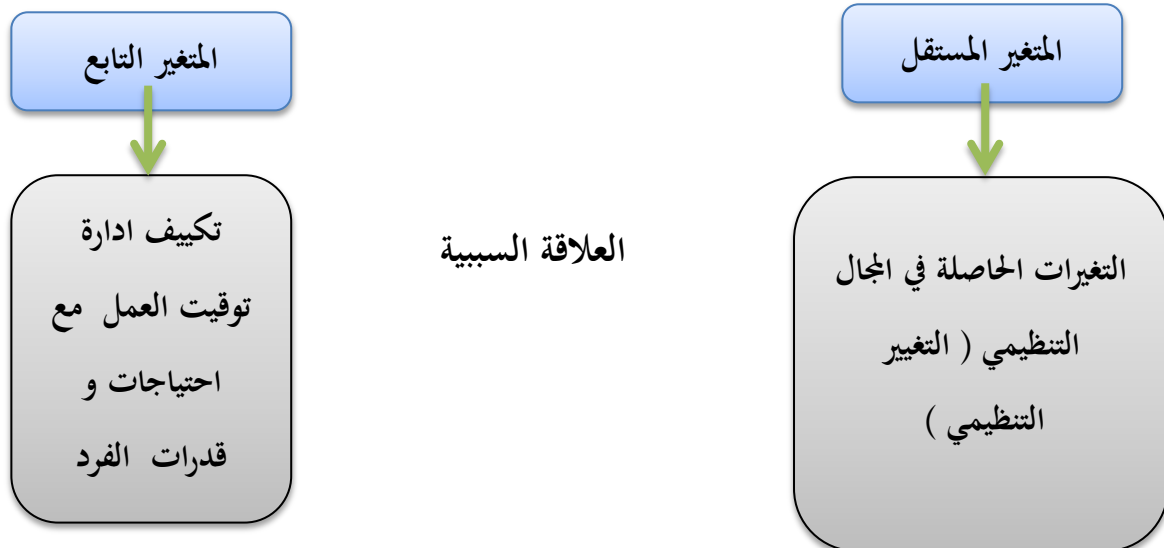 المتغير المستقل
المتغير التابع
التغيرات الحاصلة في المجال
التنظيمي ( التغيير
التنظيمي )
العلاقة السببية
تكييف ادارة
توقيت العمل مع
احتياجات و
قدرات الفرد